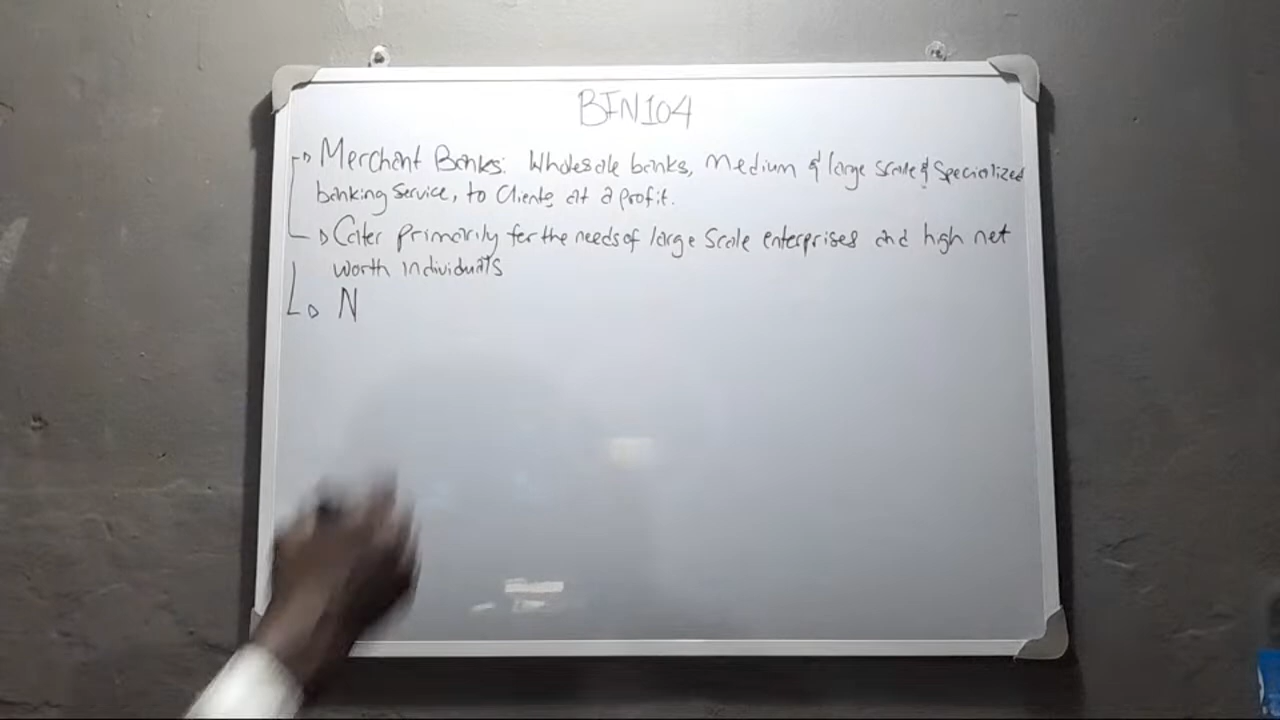 BFN104
Merchant Banks: Wholesale banks, Medium & large scale & Specialized
banking service, to Clients at a profit.
Cater primarily for the needs of large Scale enterprises and high net
worth individuals
N